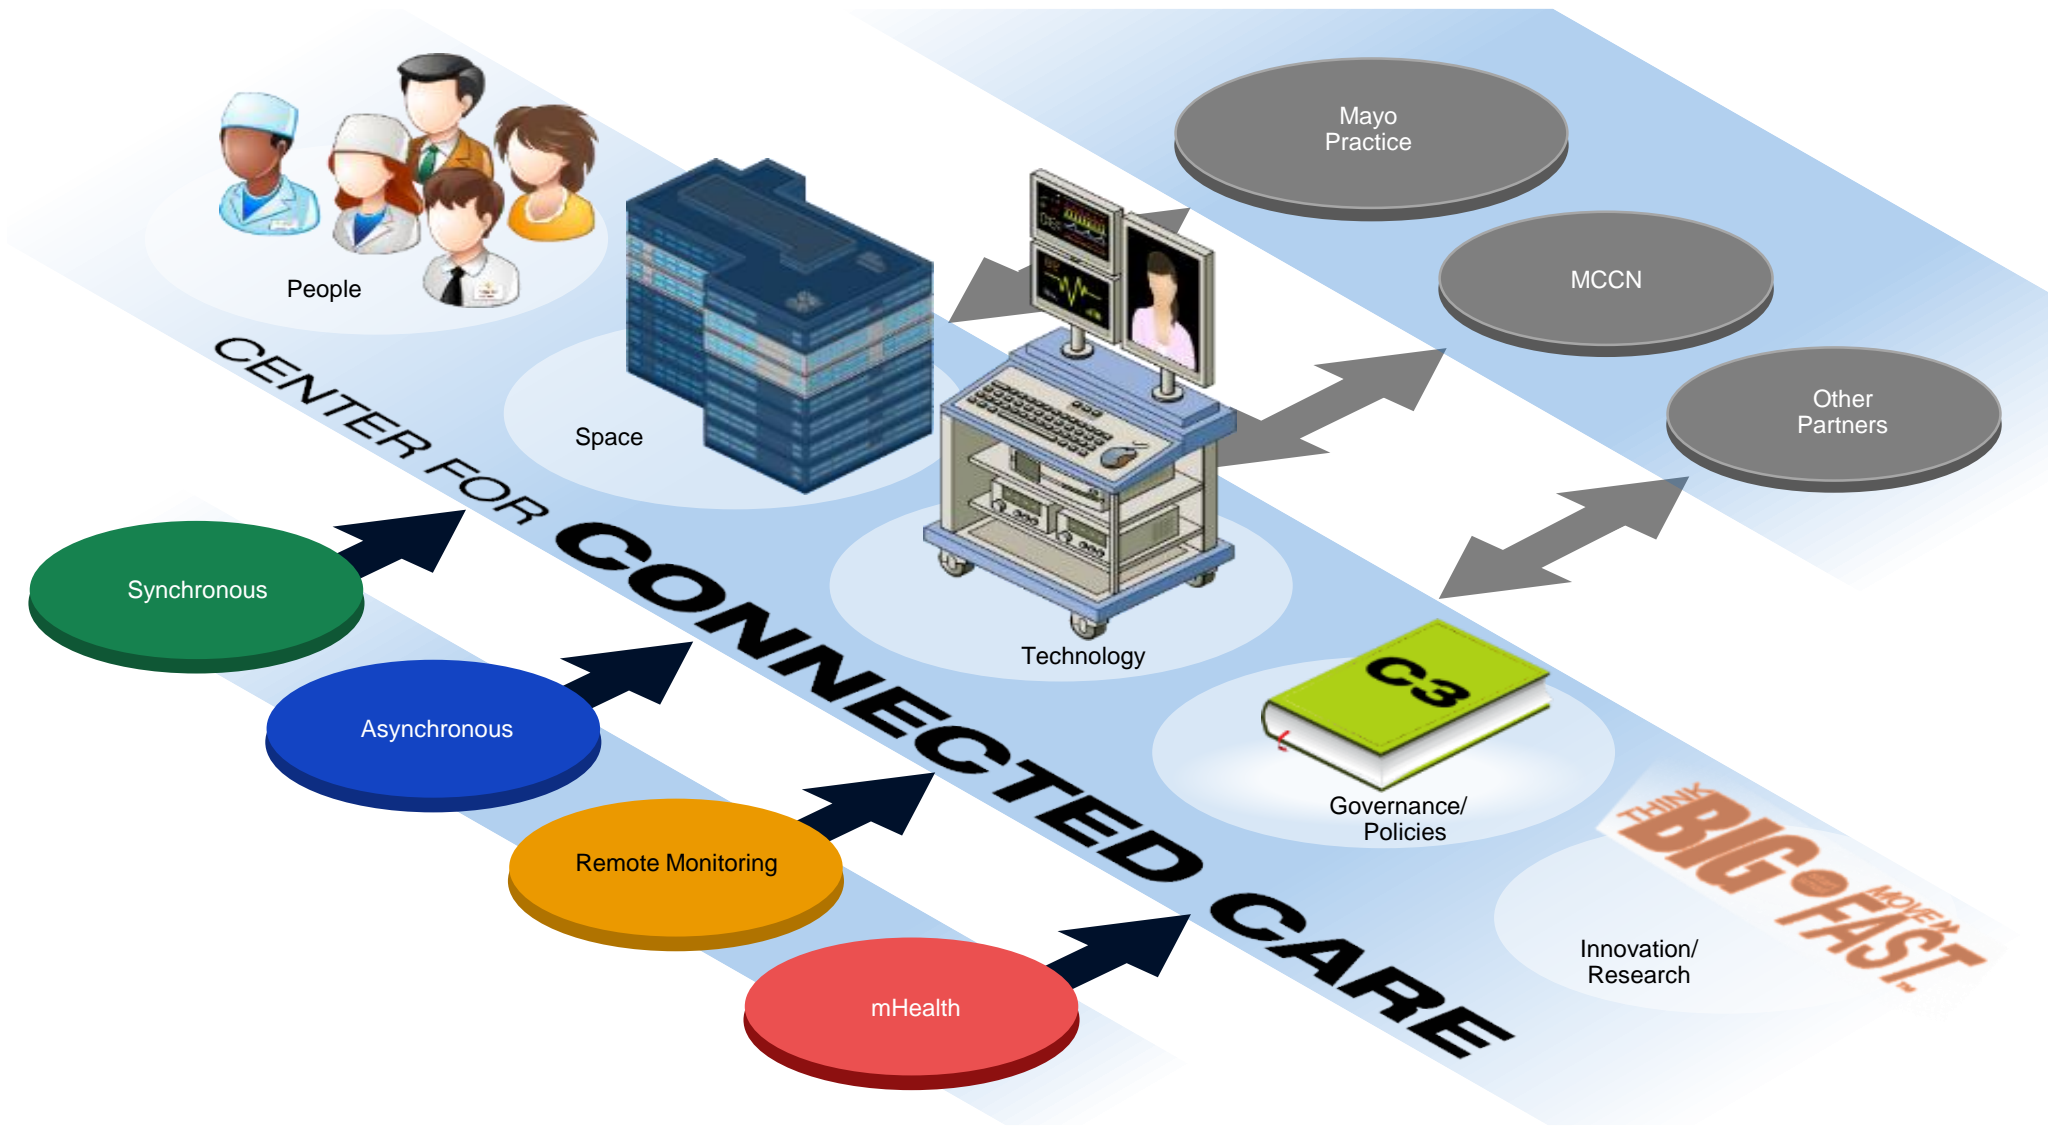 Mayo
Practice
MCCN
Other
Partners
People
Space
Technology
C3
Governance/
Policies
Innovation/
Research
THINK
BIG
MOVE
FAST
TM
CENTER FOR CONNECTED CARE
Synchronous
Asynchronous
Remote Monitoring
mHealth